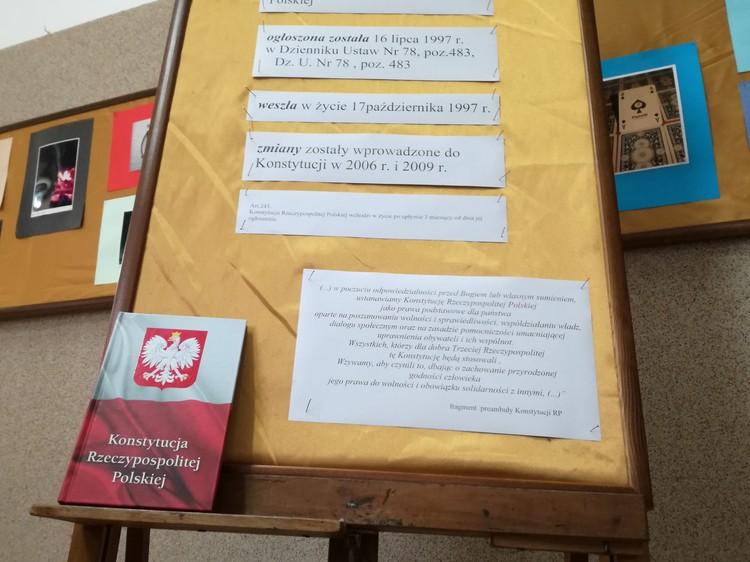 Polskiej
ogłoszona została 16 lipca 1997 r.
w Dzienniku Ustaw Nr 78, poz.483,
Dz. U. Nr 78 , poz. 483
weszła w życie 17października 1997 r.
zmiany zostały wprowadzone do
Konstytucji w 2006 r. i 2009 r.
Art.243.
Konstytucja Rzeczypospolitej Polskiej wchodzi w życie po upływie 3 miesięcy od dnia jej
ogłoszenia.
(...) w poczuciu odpowiedzialności przed Bogiem lub własnym sumieniem,
ustanawiamy Konstytucję Rzeczypospolitej Polskiej
jako prawa podstawowe dla państwa
oparte na poszanowaniu wolności i sprawiedliwości, współdziałaniu władz,
dialogu społecznym oraz na zasadzie pomocniczości umacniającej
uprawnienia obywateli i ich wspólnot.
Wszystkich, którzy dla dobra Trzeciej Rzeczypospolitej
tę Konstytucję będą stosowali .
Wzywamy, aby czynili to, dbając o zachowanie przyrodzonej
godności człowieka
jego prawa do wolności i obowiązku solidarności z innymi, (...)"
fragment preambuły Konstytucji RP
Konstytucja
Rzeczypospolitej
Polskiej